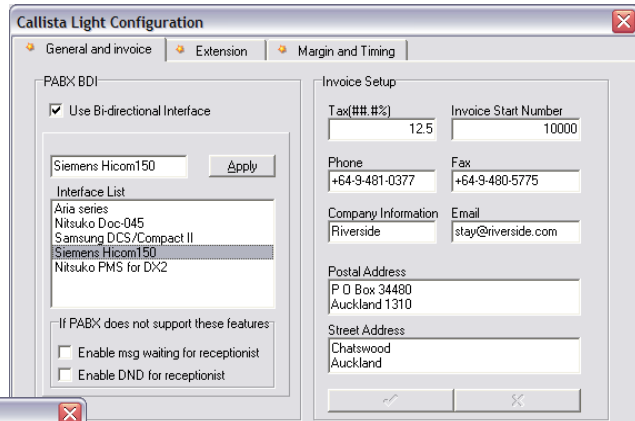 Callista Light Configuration
General and invoice
Extension
Margin and Timing
PABX BDI
Use Bi-directional Interface
Siemens Hicom150
Apply
Interface List
Aria series
Nitsuko Doc-045
Samsung DCS/Compact II
Siemens Hicom150
Nitsuko PMS for DX2
If PABX does not support these features
Enable msg waiting for receptionist
Enable DND for receptionist
Invoice Setup
Tax(##.#%)
Invoice Start Number
12.5
10000
Phone
Fax
+64-9-481-0377
+64-9-480-5775
Company Information
Email
Riverside
stay@riverside.com
Postal Address
P O Box 34480
Auckland 1310
Street Address
Chatswood
Auckland